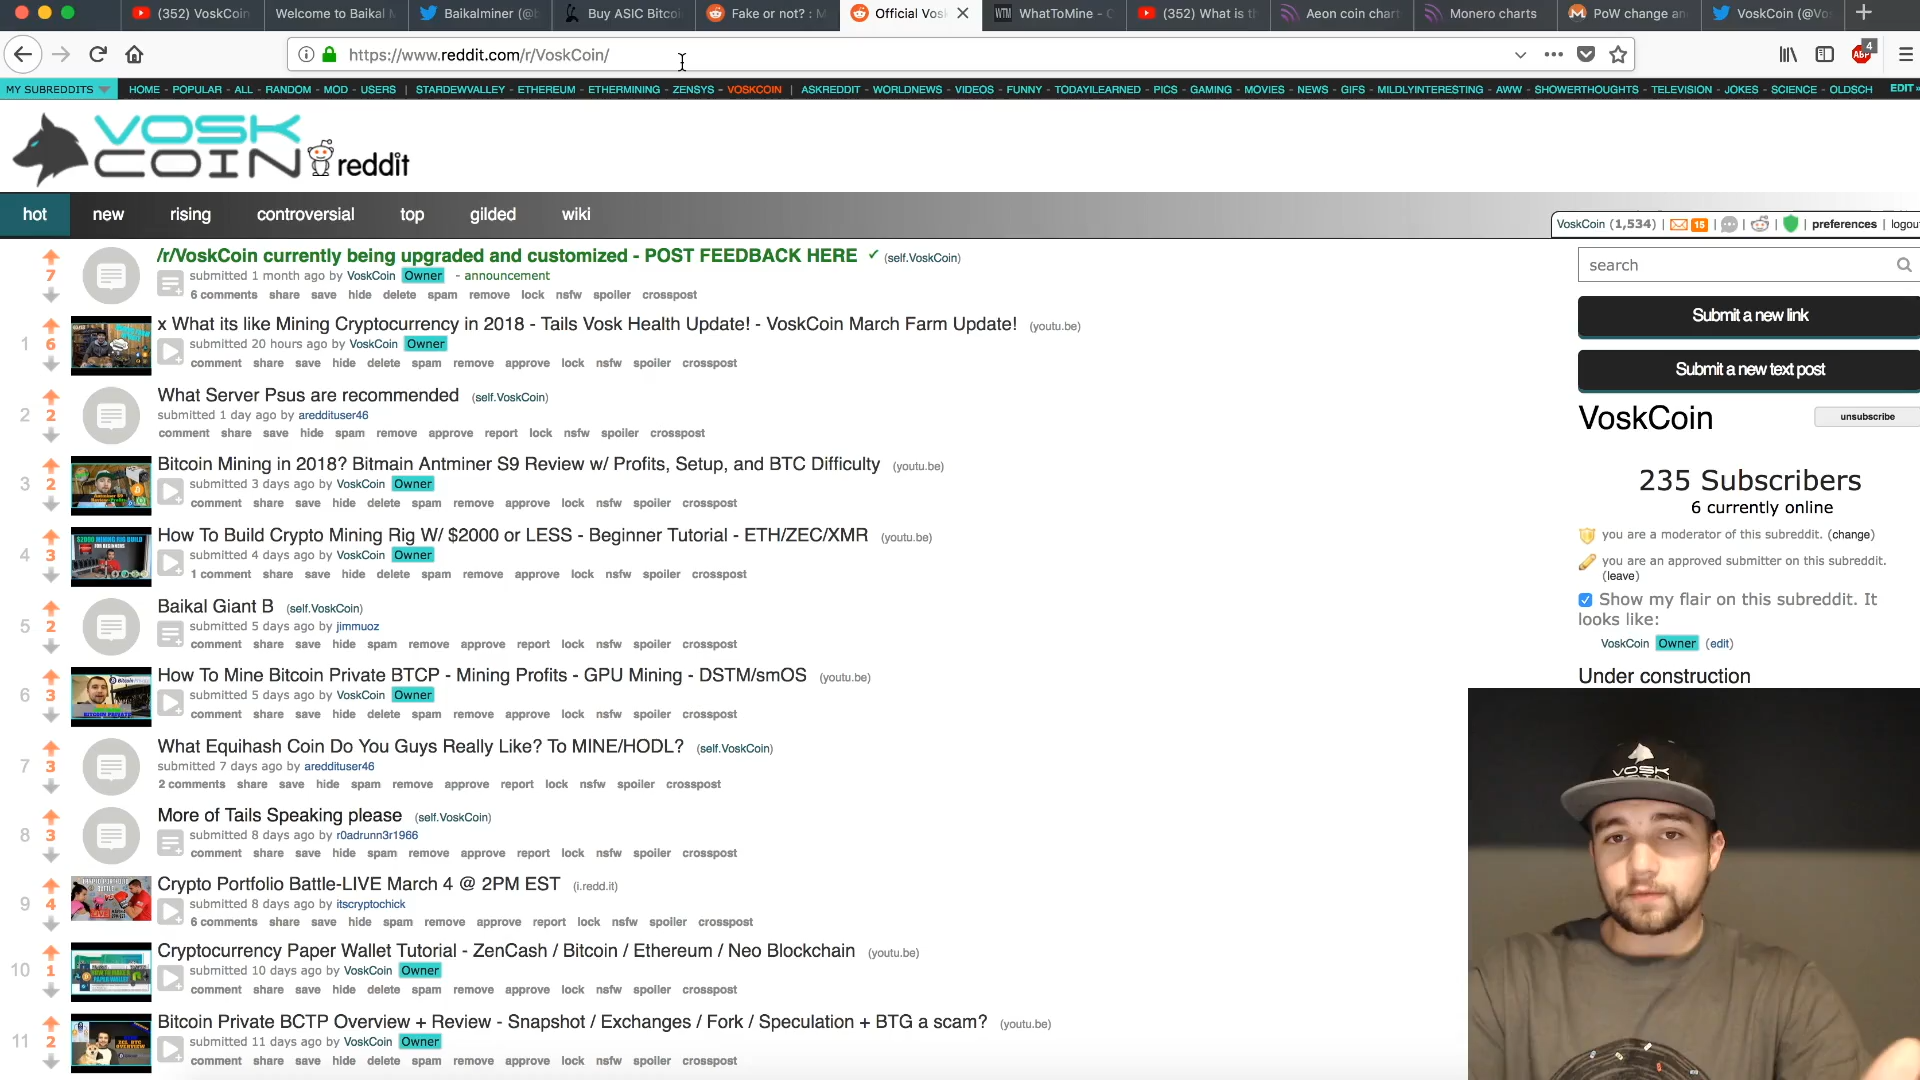 (352) VoskCoin
Welcome to Baikal M
Baikalminer (@b
Buy ASIC Bitcoi
Fake or not? : M
Official Vosk
WhatToMine - C
(352) What is th
Aeon coin chart
Monero charts
PoW change an
VoskCoin (@Vos
https://www.reddit.com/r/VoskCoin/
ABP 4
MY SUBREDDITS HOME - POPULAR - ALL - RANDOM - MOD - USERS | STARDEWVALLEY - ETHEREUM - ETHERMINING - ZENSYS - VOSKCOIN | ASKREDDIT - WORLDNEWS - VIDEOS - FUNNY - TODAYILEARNED - PICS - GAMING - MOVIES - NEWS - GIFS - MILDLYINTERESTING - AWW - SHOWERTHOUGHTS - TELEVISION - JOKES - SCIENCE - OLDSCH EDIT »
VOSK
COIN reddit
hot new rising controversial top gilded wiki
VoskCoin (1,534) | 15 | preferences | logou
/r/VoskCoin currently being upgraded and customized - POST FEEDBACK HERE ✓ (self.VoskCoin)
7 submitted 1 month ago by VoskCoin Owner - announcement
6 comments share save hide delete spam remove lock nsfw spoiler crosspost
x What its like Mining Cryptocurrency in 2018 - Tails Vosk Health Update! - VoskCoin March Farm Update! (youtu.be)
1 6 submitted 20 hours ago by VoskCoin Owner
comment share save hide delete spam remove approve lock nsfw spoiler crosspost
What Server Psus are recommended (self.VoskCoin)
2 2 submitted 1 day ago by areddituser46
comment share save hide spam remove approve report lock nsfw spoiler crosspost
Bitcoin Mining in 2018? Bitmain Antminer S9 Review w/ Profits, Setup, and BTC Difficulty (youtu.be)
3 2 submitted 3 days ago by VoskCoin Owner
comment share save hide delete spam remove approve lock nsfw spoiler crosspost
How To Build Crypto Mining Rig W/ $2000 or LESS - Beginner Tutorial - ETH/ZEC/XMR (youtu.be)
4 3 submitted 4 days ago by VoskCoin Owner
1 comment share save hide delete spam remove approve lock nsfw spoiler crosspost
Baikal Giant B (self.VoskCoin)
5 2 submitted 5 days ago by jimmuoz
comment share save hide spam remove approve report lock nsfw spoiler crosspost
How To Mine Bitcoin Private BTCP - Mining Profits - GPU Mining - DSTM/smOS (youtu.be)
6 3 submitted 5 days ago by VoskCoin Owner
comment share save hide delete spam remove approve lock nsfw spoiler crosspost
What Equihash Coin Do You Guys Really Like? To MINE/HODL? (self.VoskCoin)
7 3 submitted 7 days ago by areddituser46
2 comments share save hide spam remove approve report lock nsfw spoiler crosspost
More of Tails Speaking please (self.VoskCoin)
8 3 submitted 8 days ago by r0adrunn3r1966
comment share save hide spam remove approve report lock nsfw spoiler crosspost
Crypto Portfolio Battle-LIVE March 4 @ 2PM EST (i.redd.it)
9 4 submitted 8 days ago by itscryptochick
6 comments share save hide spam remove approve report lock nsfw spoiler crosspost
Cryptocurrency Paper Wallet Tutorial - ZenCash / Bitcoin / Ethereum / Neo Blockchain (youtu.be)
10 1 submitted 10 days ago by VoskCoin Owner
comment share save hide delete spam remove approve lock nsfw spoiler crosspost
Bitcoin Private BCTP Overview + Review - Snapshot / Exchanges / Fork / Speculation + BTG a scam? (youtu.be)
11 2 submitted 11 days ago by VoskCoin Owner
comment share save hide delete spam remove approve lock nsfw spoiler crosspost
search
Submit a new link
Submit a new text post
VoskCoin unsubscribe
235 Subscribers
6 currently online
you are a moderator of this subreddit. (change)
you are an approved submitter on this subreddit.
(leave)
Show my flair on this subreddit. It
looks like:
VoskCoin Owner (edit)
Under construction
VOSK